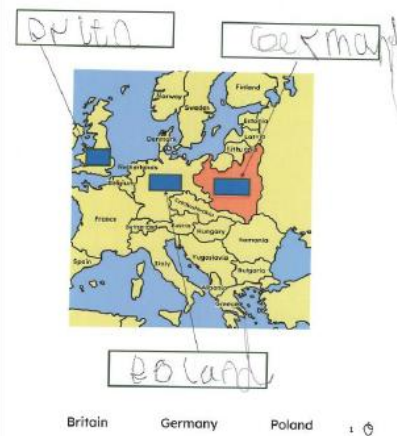 Britn
Germany
Finland
Norway
Sweden
Estonia
Latvia
Lithuania
Denmark
Netherlands
Belgium
Czechoslovakia
France
Switzerland
Austria
Hungary
Romania
Italy
Yugoslavia
Spain
Bulgaria
Albania
Greece
Poland
Britain Germany Poland